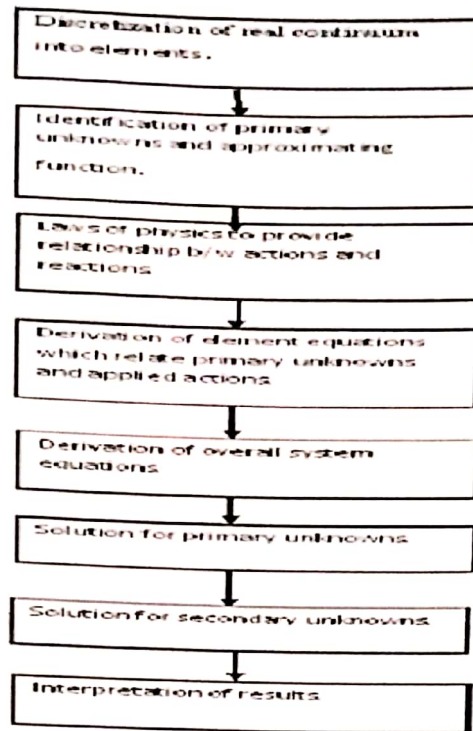 Discretization of real continuum
into elements.
Identification of primary
unknowns and approximating
function.
Laws of physics to provide
relationship b/w actions and
reactions
Derivation of element equations
which relate primary unknowns
and applied actions
Derivation of overall system
equations
Solution for primary unknowns
Solution for secondary unknowns
Interpretation of results